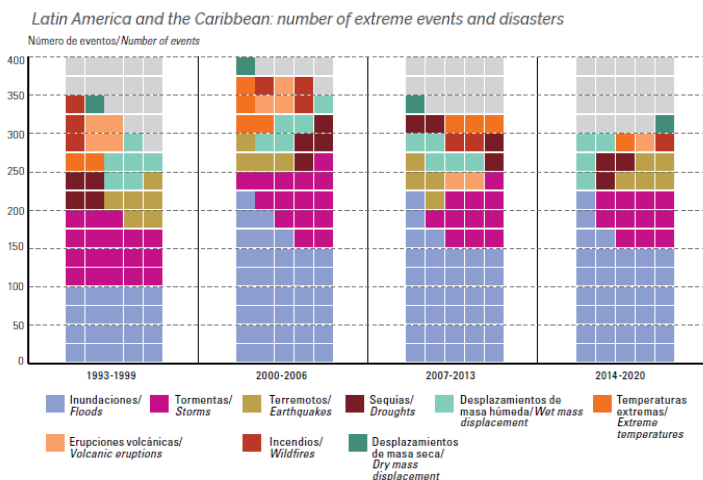 Latin America and the Caribbean: number of extreme events and disasters
Número de eventos/Number of events
400
350
300
250
200
150
100
50
0
1993-1999
2000-2006
2007-2013
2014-2020
Inundaciones/
Floods
Tormentas/
Storms
Terremotos/
Earthquakes
Sequías/
Droughts
Desplazamientos de
masa húmeda/Wet mass
displacement
Temperaturas
extremas/
Extreme
temperatures
Erupciones volcánicas/
Volcanic eruptions
Incendios/
Wildfires
Desplazamientos
de masa seca/
Dry mass
displacement